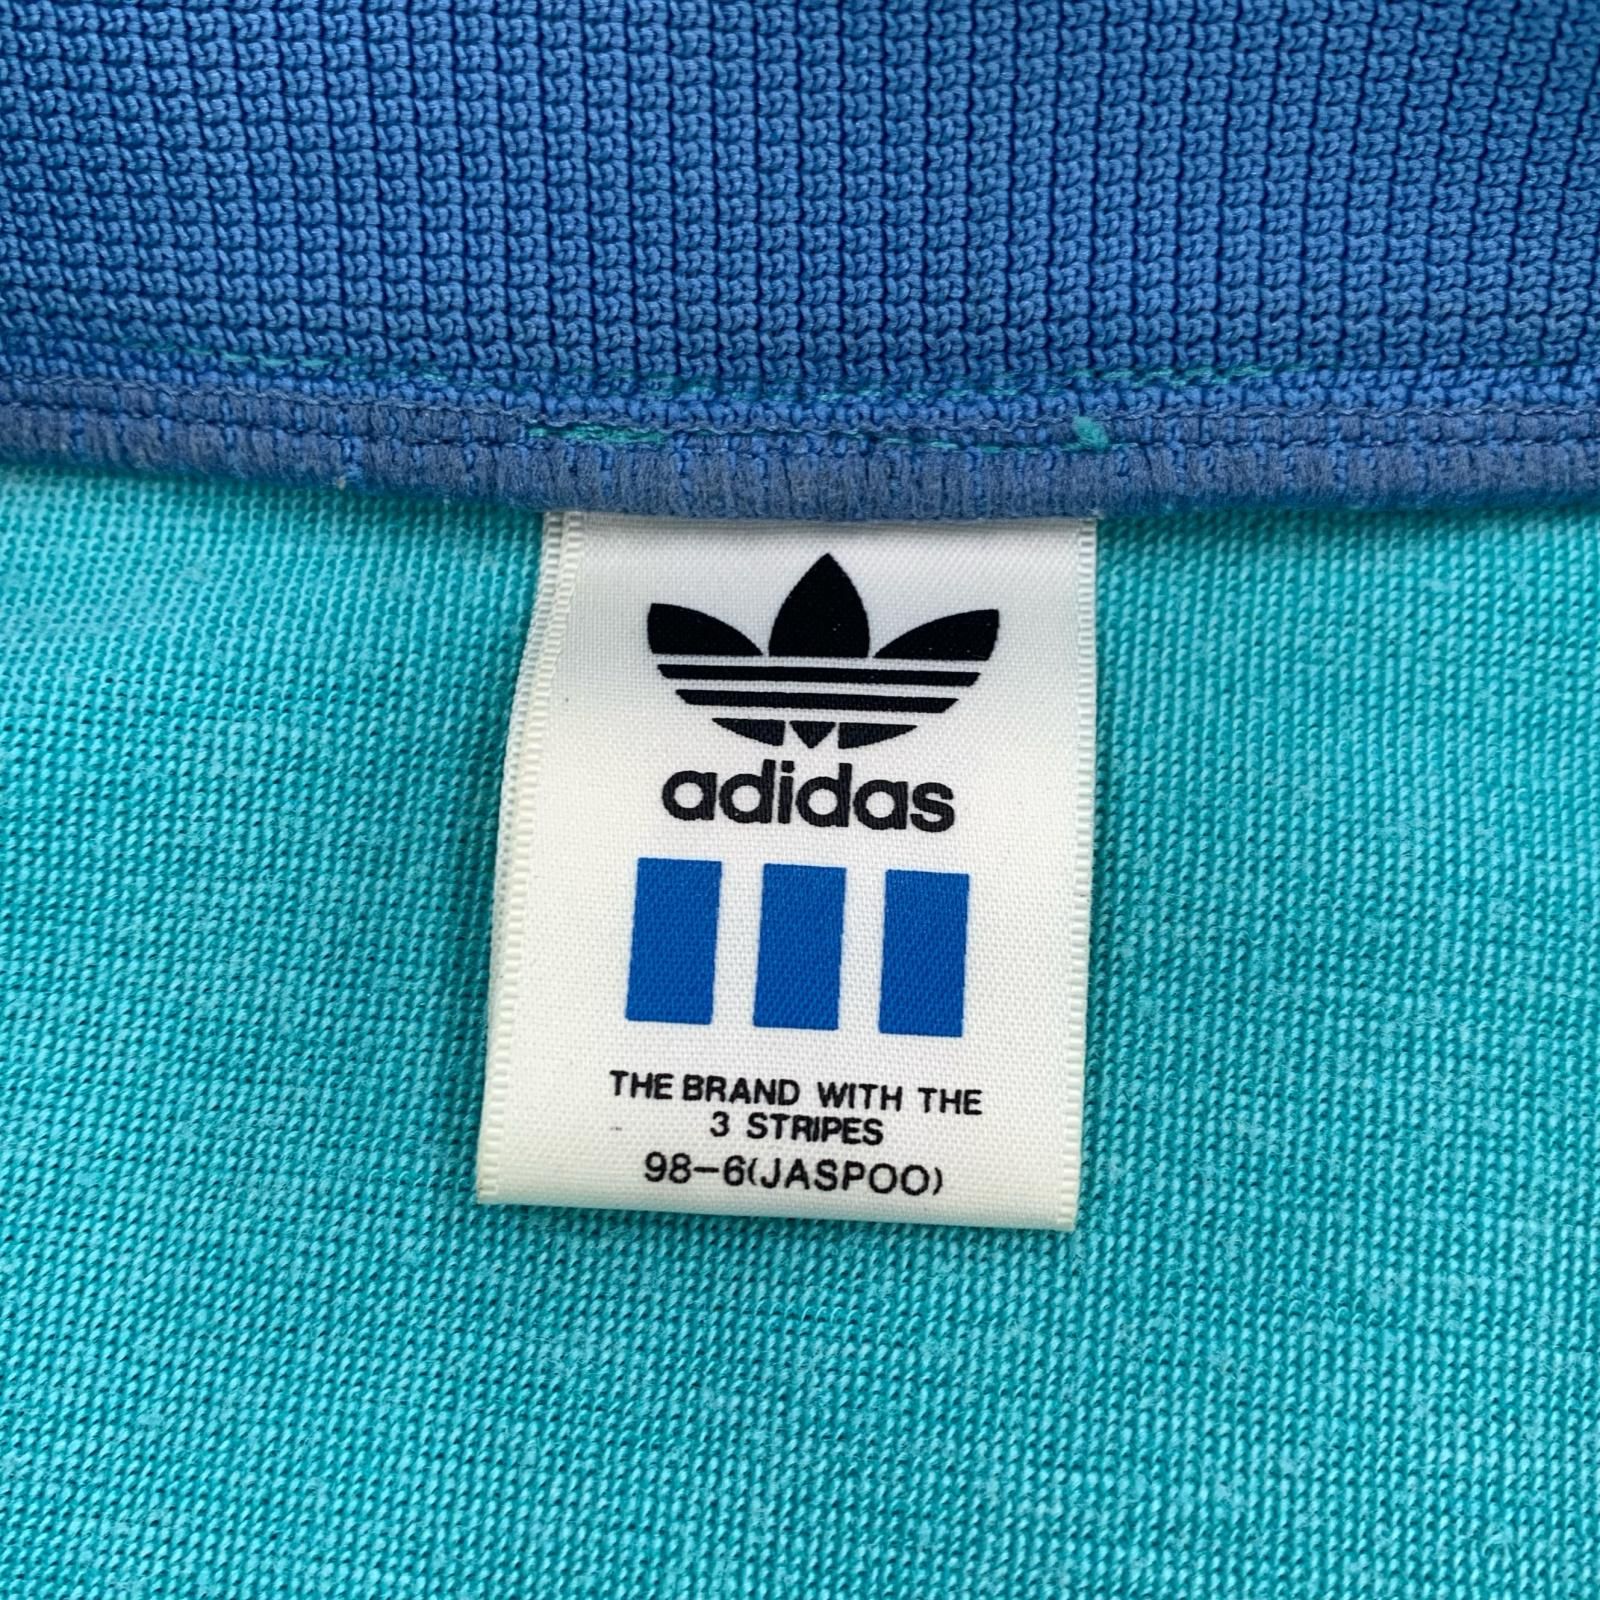 adidas
THE BRAND WITH THE
3 STRIPES
98-6(JASPOO)